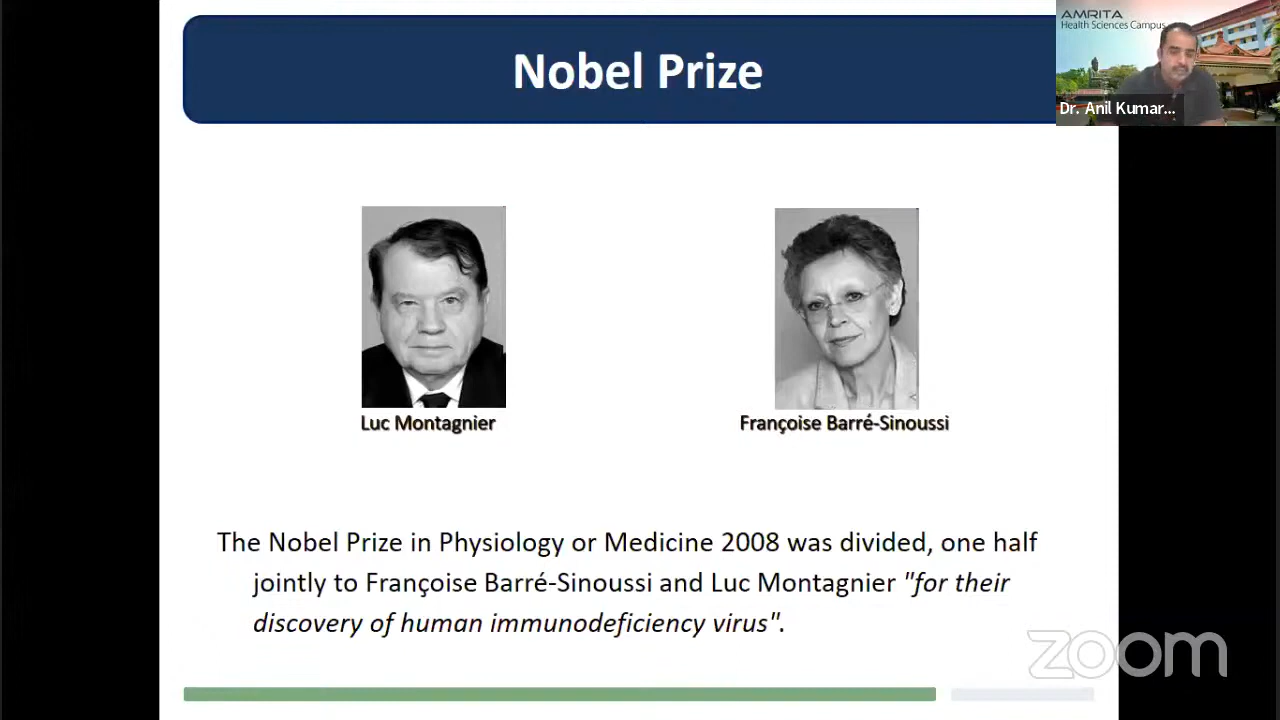 Nobel Prize
AMRITA
Health Sciences Campus
Dr. Anil Kumar...
Luc Montagnier
Françoise Barré-Sinoussi
The Nobel Prize in Physiology or Medicine 2008 was divided, one half
jointly to Françoise Barré-Sinoussi and Luc Montagnier "for their
discovery of human immunodeficiency virus".
zoom